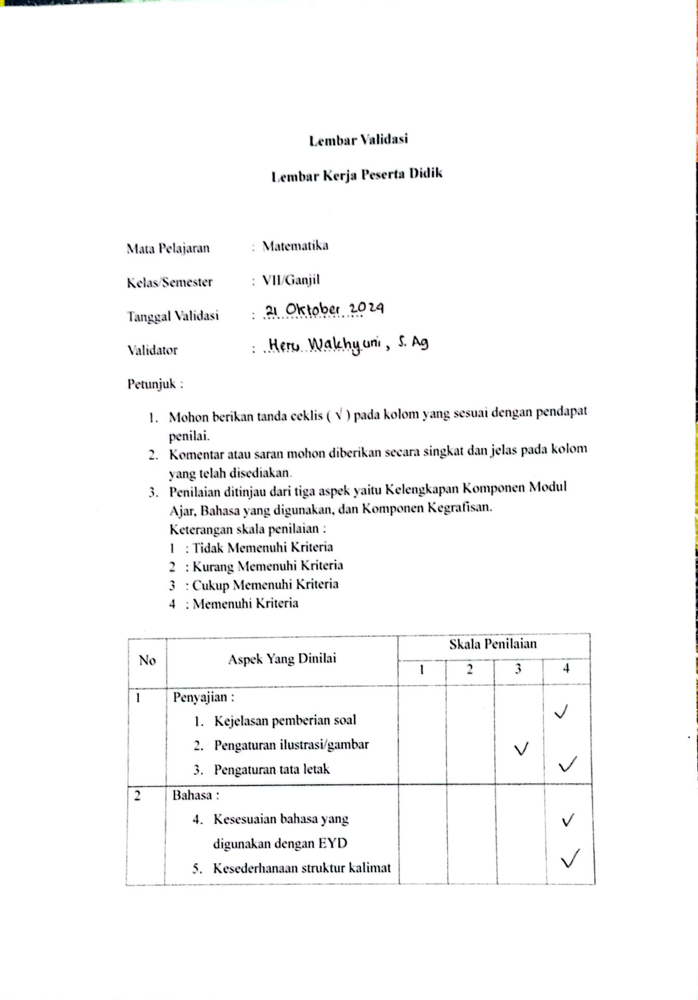 Lembar Validasi
Lembar Kerja Peserta Didik
Mata Pelajaran : Matematika
Kelas/Semester : VII/Ganjil
Tanggal Validasi : 21 Oktober 2024
Validator : Heru Wakhyuni, S. Ag
Petunjuk :
1. Mohon berikan tanda ceklis ( √ ) pada kolom yang sesuai dengan pendapat
penilai.
2. Komentar atau saran mohon diberikan secara singkat dan jelas pada kolom
yang telah disediakan.
3. Penilaian ditinjau dari tiga aspek yaitu Kelengkapan Komponen Modul
Ajar, Bahasa yang digunakan, dan Komponen Kegrafisan.
Keterangan skala penilaian :
1 : Tidak Memenuhi Kriteria
2 : Kurang Memenuhi Kriteria
3 : Cukup Memenuhi Kriteria
4 : Memenuhi Kriteria
No Aspek Yang Dinilai Skala Penilaian
1 2 3 4
1 Penyajian :
1. Kejelasan pemberian soal ✓
2. Pengaturan ilustrasi/gambar ✓
3. Pengaturan tata letak ✓
2 Bahasa :
4. Kesesuaian bahasa yang ✓
digunakan dengan EYD
5. Kesederhanaan struktur kalimat ✓